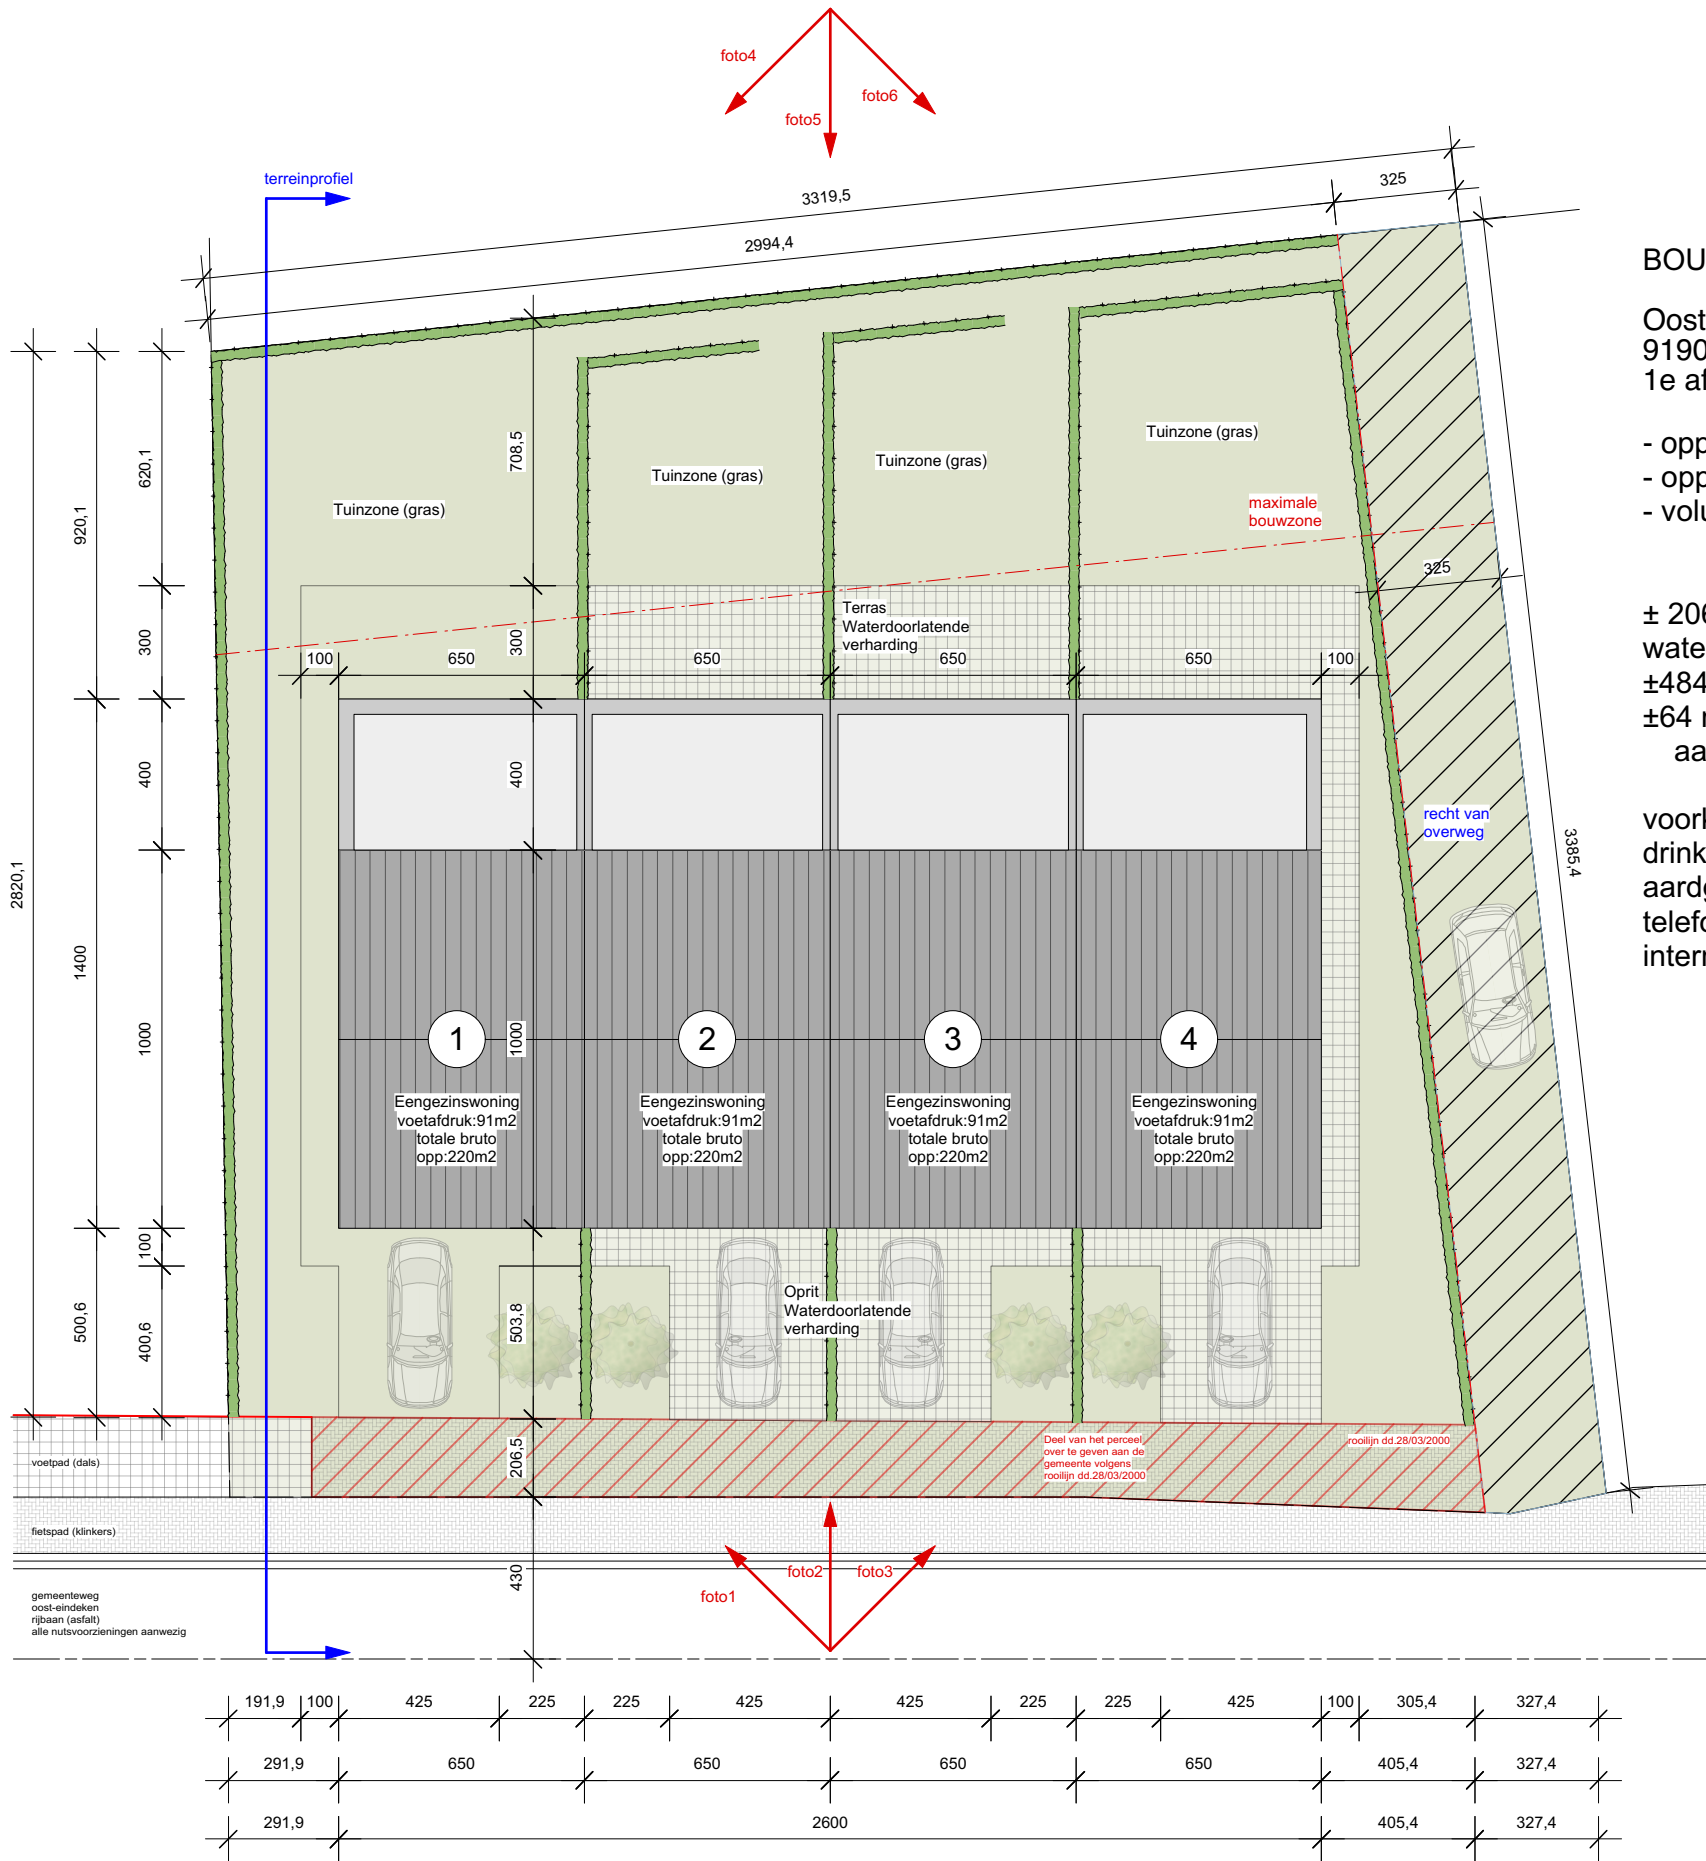 foto4
foto6
foto5
terreinprofiel
3319,5
325
2994,4
BOU
Oost
9190
1e af
- opp
- opp
- volu
± 206
wate
±484
±64
aa
voor
drink
aardg
telefo
inter
708,5
620,1
920,1
Tuinzone (gras)
Tuinzone (gras)
Tuinzone (gras)
Tuinzone (gras)
maximale
bouwzone
325
300
300
Terras
Waterdoorlatende
verharding
100
650
650
650
650
100
400
400
recht van
overweg
3385,4
2820,1
1400
1000
1000
1
2
3
4
Eengezinswoning
voetafdruk:91m2
totale bruto
opp:220m2
Eengezinswoning
voetafdruk:91m2
totale bruto
opp:220m2
Eengezinswoning
voetafdruk:91m2
totale bruto
opp:220m2
Eengezinswoning
voetafdruk:91m2
totale bruto
opp:220m2
100
500,6
400,6
503,8
Oprit
Waterdoorlatende
verharding
voetpad (dals)
206,5
Deel van het perceel
over te geven aan de
gemeente volgens
rooilijn dd.28/03/2000
rooilijn dd.28/03/2000
fietspad (klinkers)
430
foto1
foto2
foto3
gemeenteweg
oost-eindeken
rijbaan (asfalt)
alle nutsvoorzieningen aanwezig
191,9 100 425 225 225 425 425 225 225 425 100 305,4 327,4
291,9 650 650 650 650 405,4 327,4
291,9 2600 405,4 327,4